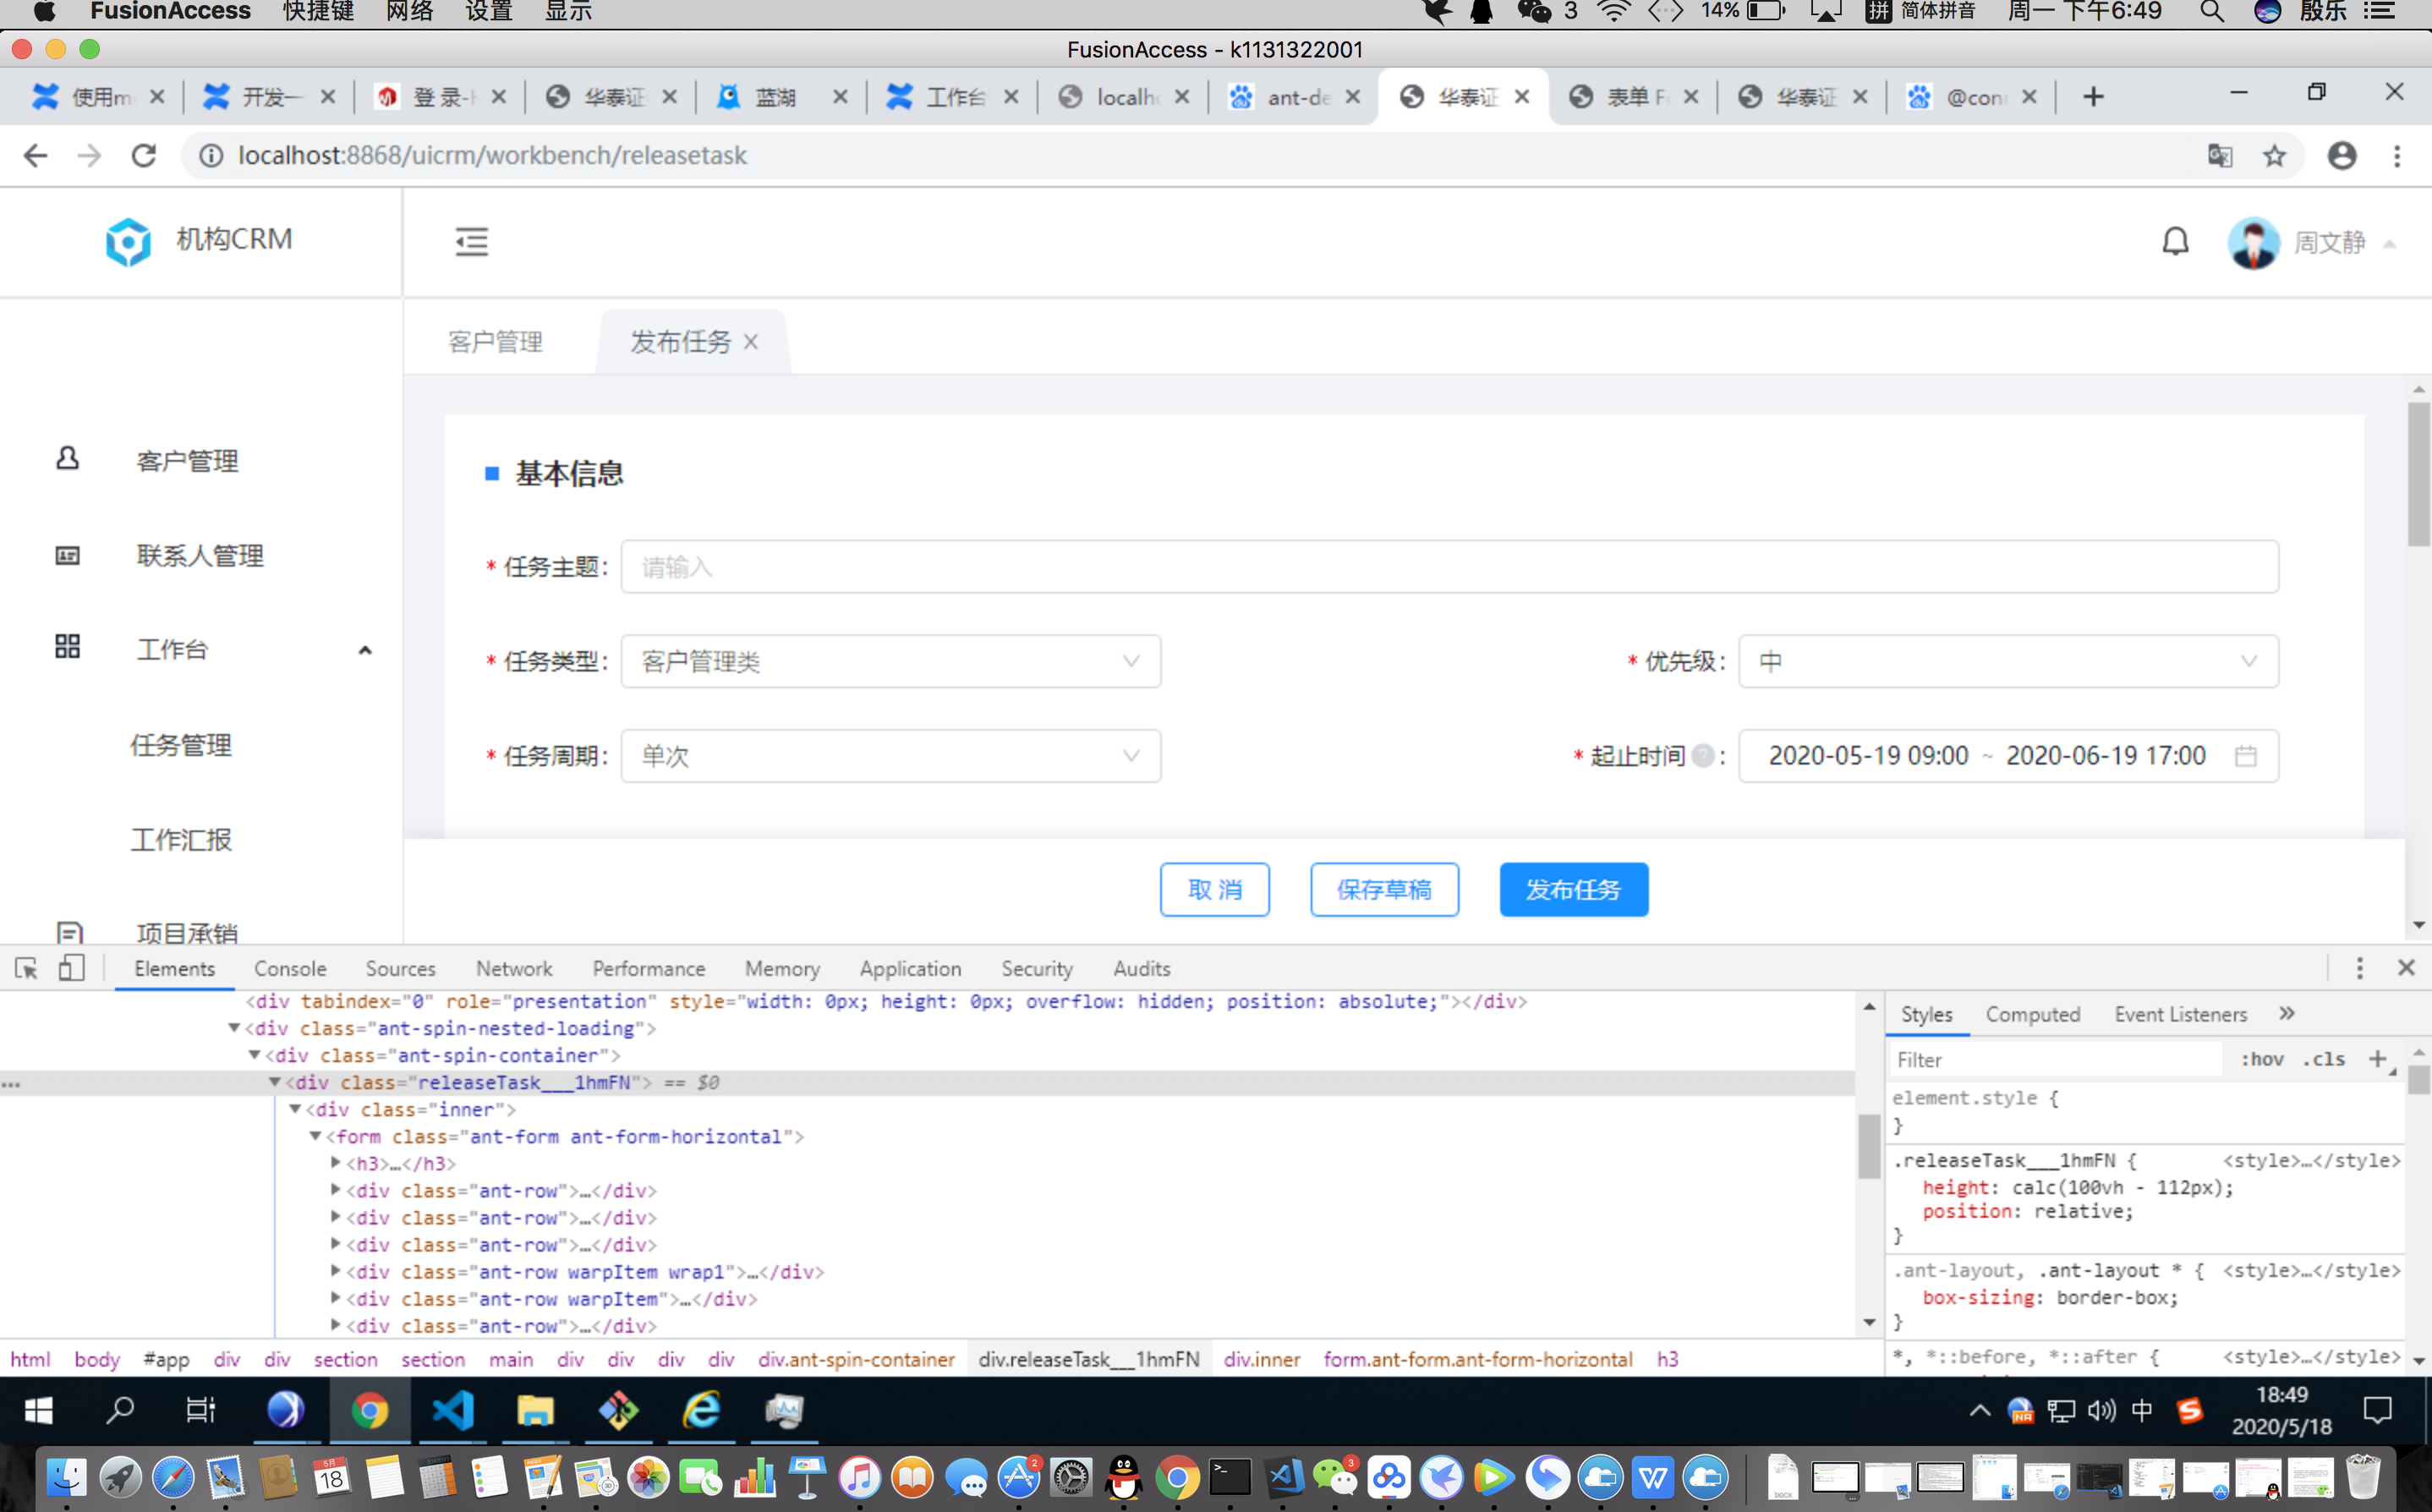 FusionAccess 快捷键 网络 设置 显示 3 14% 拼 简体拼音 周一 下午6:49 殷乐
FusionAccess - k1131322001
使用m 开发一 登 录-H 华泰证 蓝湖 工作台 localho ant-de 华泰证 表单 Fo 华泰证 @con
localhost:8868/uicrm/workbench/releasetask
机构CRM
周文静
客户管理 发布任务
客户管理
联系人管理
工作台
任务管理
工作汇报
项目承销
基本信息
* 任务主题: 请输入
* 任务类型: 客户管理类 * 优先级: 中
* 任务周期: 单次 * 起止时间 ? : 2020-05-19 09:00 ~ 2020-06-19 17:00
取 消 保存草稿 发布任务
Elements Console Sources Network Performance Memory Application Security Audits
<div tabindex="0" role="presentation" style="width: 0px; height: 0px; overflow: hidden; position: absolute;"></div>
▼<div class="ant-spin-nested-loading">
▼<div class="ant-spin-container">
… ▼<div class="releaseTask___1hmFN"> == $0
▼<div class="inner">
▼<form class="ant-form ant-form-horizontal">
▶<h3>…</h3>
▶<div class="ant-row">…</div>
▶<div class="ant-row">…</div>
▶<div class="ant-row">…</div>
▶<div class="ant-row warpItem wrap1">…</div>
▶<div class="ant-row warpItem">…</div>
▶<div class="ant-row">…</div>
html body #app div div section section main div div div div div.ant-spin-container div.releaseTask___1hmFN div.inner form.ant-form.ant-form-horizontal h3
Styles Computed Event Listeners »
Filter :hov .cls +
element.style {
}
.releaseTask___1hmFN { <style>…</style>
height: calc(100vh - 112px);
position: relative;
}
.ant-layout, .ant-layout * { <style>…</style>
box-sizing: border-box;
}
*, *::before, *::after { <style>…</style>
中
18:49
2020/5/18
5月
18
2
3
DOCX